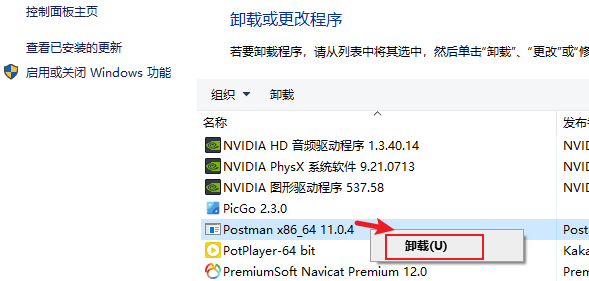 控制面板主页
查看已安装的更新
启用或关闭 Windows 功能
卸载或更改程序
若要卸载程序，请从列表中将其选中，然后单击“卸载”、“更改”或“修
组织 卸载
名称 发布者
NVIDIA HD 音频驱动程序 1.3.40.14
NVIDIA PhysX 系统软件 9.21.0713
NVIDIA 图形驱动程序 537.58
PicGo 2.3.0
Postman x86_64 11.0.4 Post
卸载(U)
PotPlayer-64 bit Kaka
PremiumSoft Navicat Premium 12.0 Prem